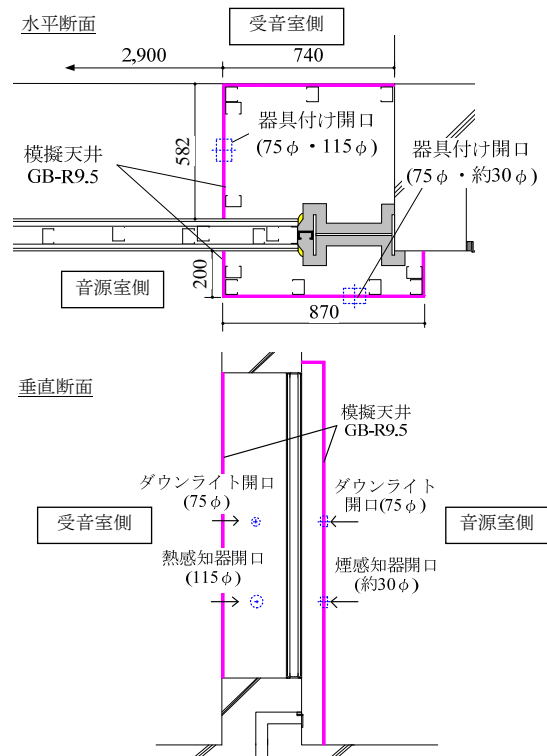 水平断面
受音室側
2,900
740
器具付け開口
(75φ・115φ)
582
模擬天井
GB-R9.5
器具付け開口
(75φ・約30φ)
音源室側
200
870
垂直断面
模擬天井
GB-R9.5
ダウンライト開口
(75φ)
ダウンライト
開口(75φ)
受音室側
音源室側
熱感知器開口
(115φ)
煙感知器開口
(約30φ)